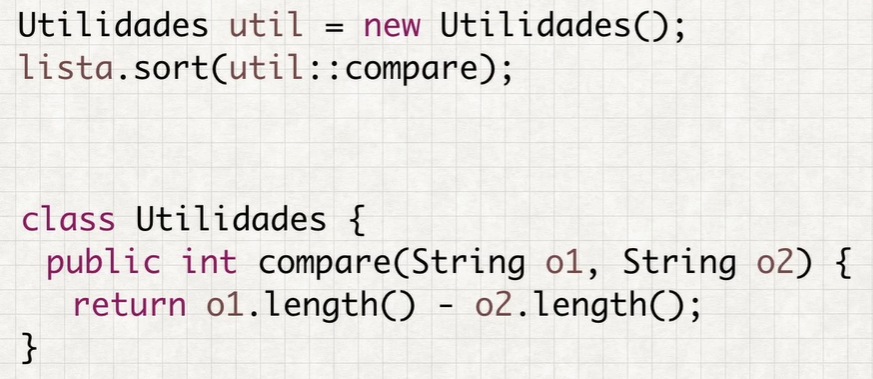 Utilidades util = new Utilidades();
lista.sort(util::compare);
class Utilidades {
public int compare(String o1, String o2) {
return o1.length() - o2.length();
}